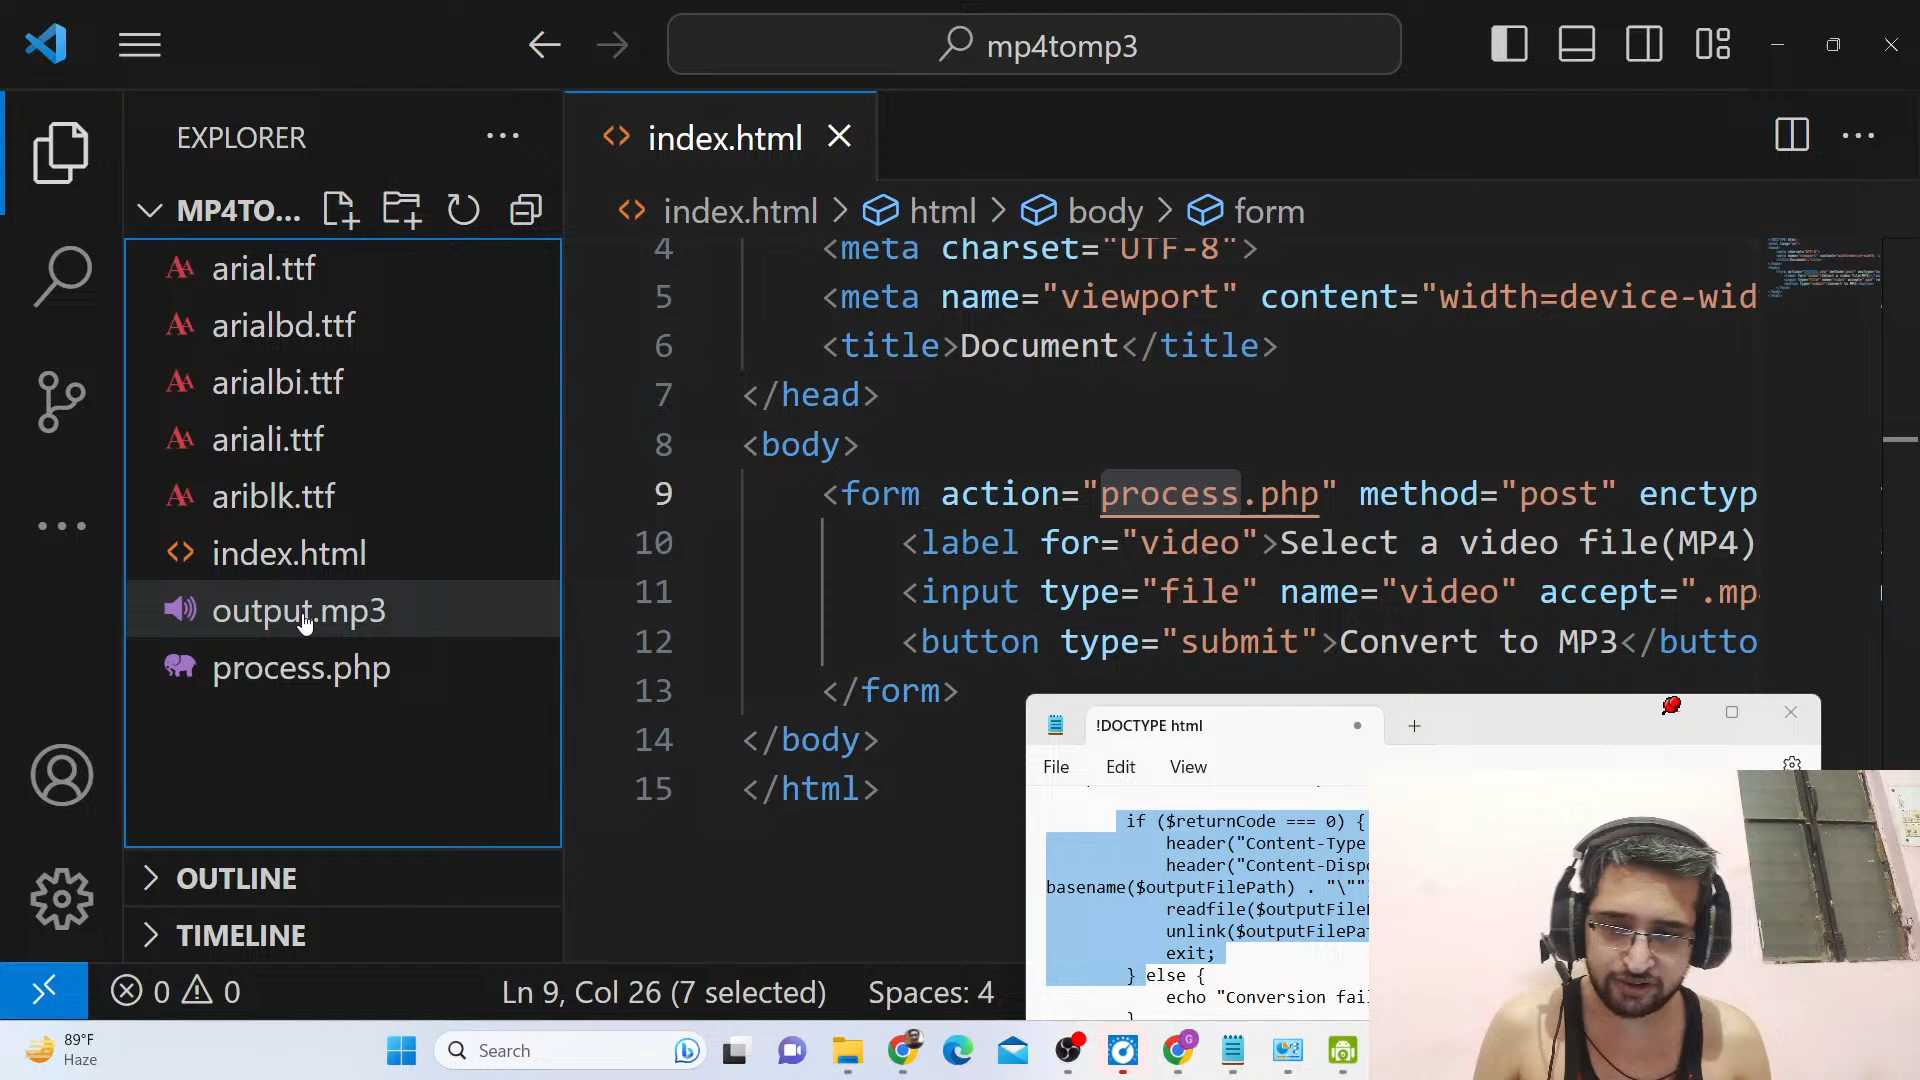 mp4tomp3
EXPLORER
index.html
MP4TO...
index.html > html > body > form
arial.ttf
arialbd.ttf
arialbi.ttf
ariali.ttf
ariblk.ttf
index.html
output.mp3
process.php
4 <meta charset="UTF-8">
5 <meta name="viewport" content="width=device-wid
6 <title>Document</title>
7 </head>
8 <body>
9 <form action="process.php" method="post" enctyp
10 <label for="video">Select a video file(MP4)
11 <input type="file" name="video" accept=".mp
12 <button type="submit">Convert to MP3</butto
13 </form>
14 </body>
15 </html>
OUTLINE
TIMELINE
!DOCTYPE html
File Edit View
if ($returnCode === 0) {
header("Content-Type
header("Content-Disp
basename($outputFilePath) . "\""
readfile($outputFile
unlink($outputFilePat
exit;
} else {
echo "Conversion fai
}
0 0
Ln 9, Col 26 (7 selected)
Spaces: 4
89°F
Haze
Search